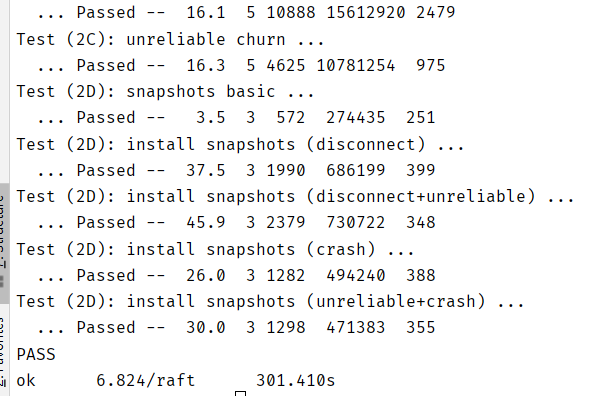 ... Passed --  16.1  5 10888 15612920 2479
Test (2C): unreliable churn ...
... Passed --  16.3  5 4625 10781254  975
Test (2D): snapshots basic ...
... Passed --   3.5  3  572  274435  251
Test (2D): install snapshots (disconnect) ...
... Passed --  37.5  3 1990  686199  399
Test (2D): install snapshots (disconnect+unreliable) ...
... Passed --  45.9  3 2379  730722  348
Test (2D): install snapshots (crash) ...
... Passed --  26.0  3 1282  494240  388
Test (2D): install snapshots (unreliable+crash) ...
... Passed --  30.0  3 1298  471383  355
PASS
ok      6.824/raft      301.410s